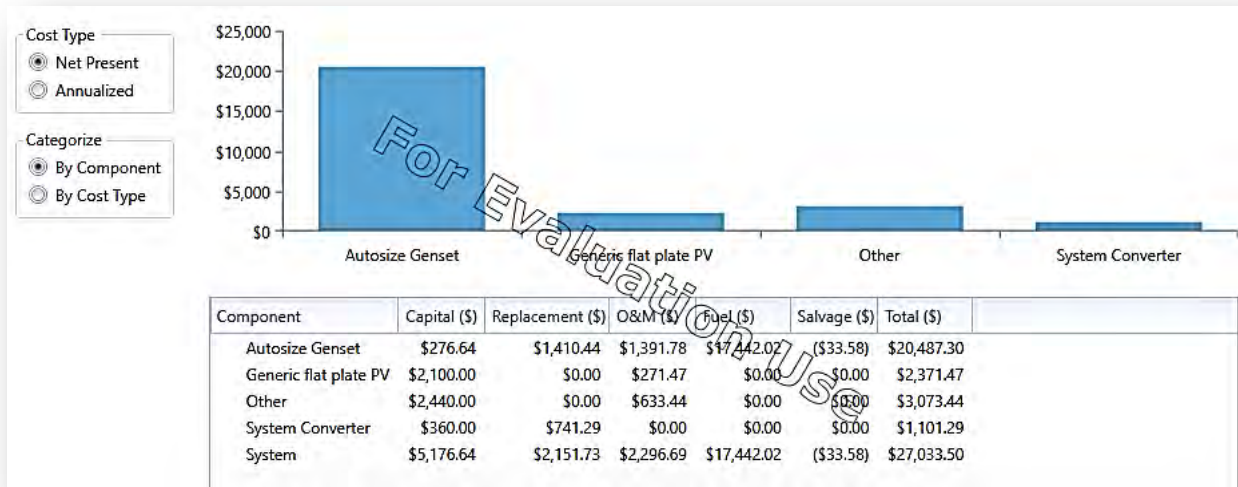 Cost Type
Net Present
Annualized
Categorize
By Component
By Cost Type
$25,000
$20,000
$15,000
$10,000
$5,000
$0
Autosize Genset Generic flat plate PV Other System Converter
For Evaluation Use
Component Capital ($) Replacement ($) O&M ($) Fuel ($) Salvage ($) Total ($)
Autosize Genset $276.64 $1,410.44 $1,391.78 $17,442.02 ($33.58) $20,487.30
Generic flat plate PV $2,100.00 $0.00 $271.47 $0.00 $0.00 $2,371.47
Other $2,440.00 $0.00 $633.44 $0.00 $0.00 $3,073.44
System Converter $360.00 $741.29 $0.00 $0.00 $0.00 $1,101.29
System $5,176.64 $2,151.73 $2,296.69 $17,442.02 ($33.58) $27,033.50